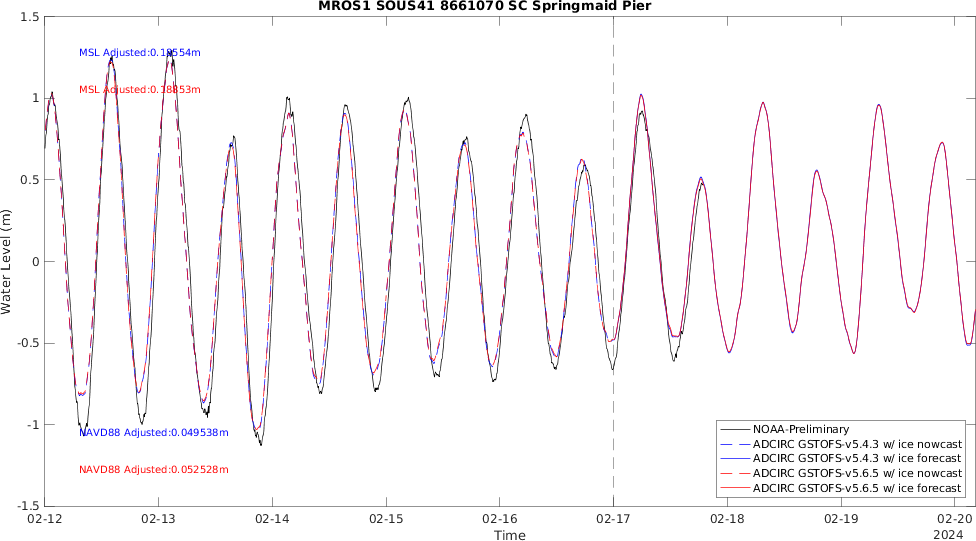 MROS1 SOUS41 8661070 SC Springmaid Pier
1.5
1
0.5
0
-0.5
-1
-1.5
Water Level (m)
MSL Adjusted:0.18554m
MSL Adjusted:0.18853m
NAVD88 Adjusted:0.049538m
NAVD88 Adjusted:0.052528m
NOAA-Preliminary
ADCIRC GSTOFS-v5.4.3 w/ ice nowcast
ADCIRC GSTOFS-v5.4.3 w/ ice forecast
ADCIRC GSTOFS-v5.6.5 w/ ice nowcast
ADCIRC GSTOFS-v5.6.5 w/ ice forecast
02-12 02-13 02-14 02-15 02-16 02-17 02-18 02-19 02-20
Time
2024